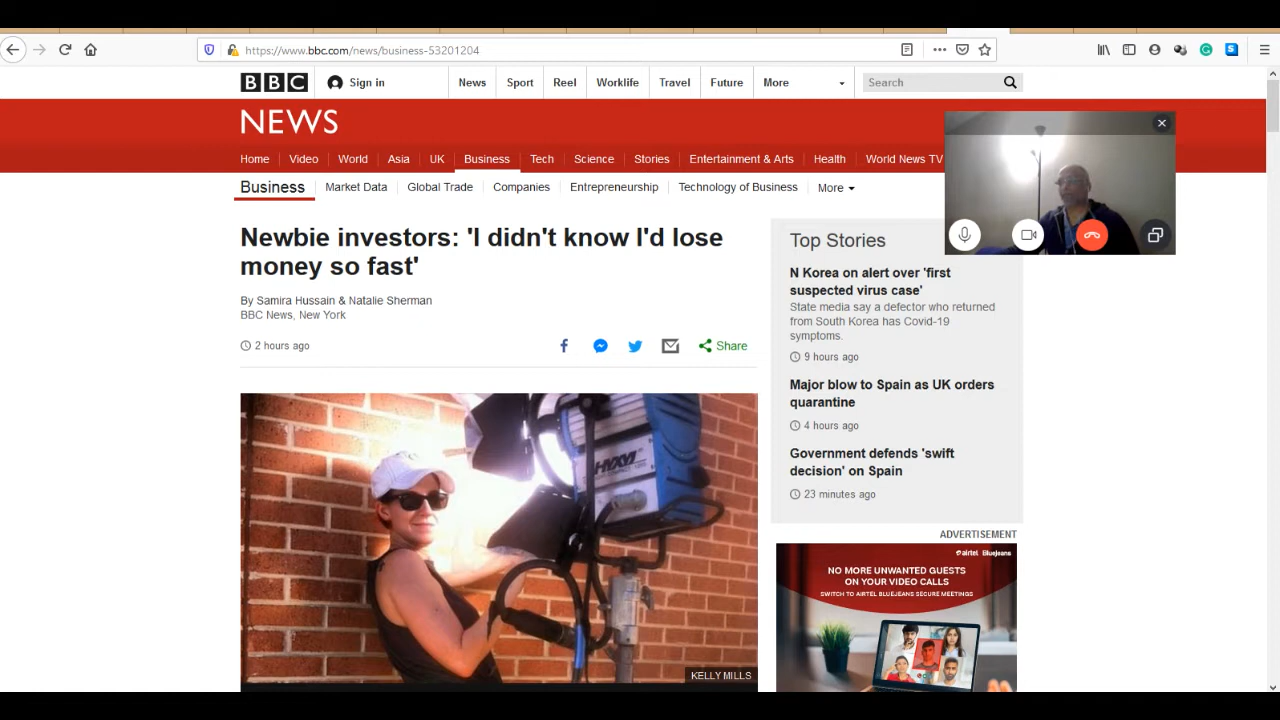 https://www.bbc.com/news/business-53201204
BBC
Sign in
News
Sport
Reel
Worklife
Travel
Future
More
Search
NEWS
Home
Video
World
Asia
UK
Business
Tech
Science
Stories
Entertainment & Arts
Health
World News TV
Business
Market Data
Global Trade
Companies
Entrepreneurship
Technology of Business
More
Newbie investors: 'I didn't know I'd lose
money so fast'
By Samira Hussain & Natalie Sherman
BBC News, New York
2 hours ago
Share
HYXVI
KELLY MILLS
Top Stories
N Korea on alert over 'first
suspected virus case'
State media say a defector who returned
from South Korea has Covid-19
symptoms.
9 hours ago
Major blow to Spain as UK orders
quarantine
4 hours ago
Government defends 'swift
decision' on Spain
23 minutes ago
ADVERTISEMENT
airtel BlueJeans
NO MORE UNWANTED GUESTS
ON YOUR VIDEO CALLS
SWITCH TO AIRTEL BLUEJEANS SECURE MEETINGS